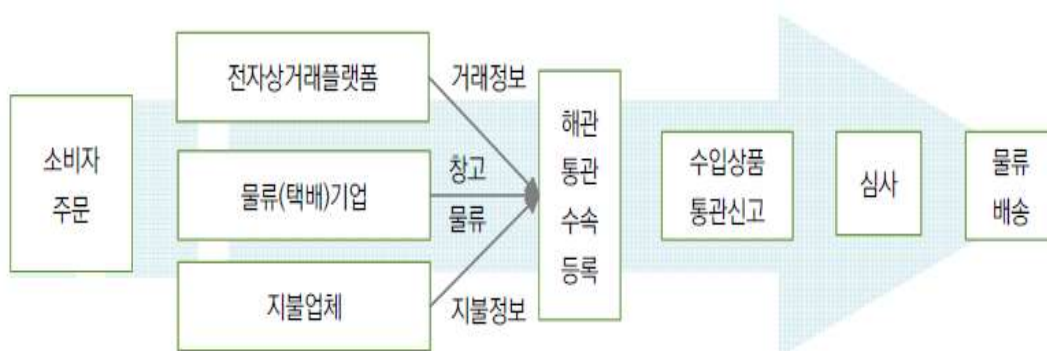 소비자
주문
전자상거래플랫폼
물류(택배)기업
지불업체
거래정보
창고
물류
지불정보
해관
통관
수속
등록
수입상품
통관신고
심사
물류
배송